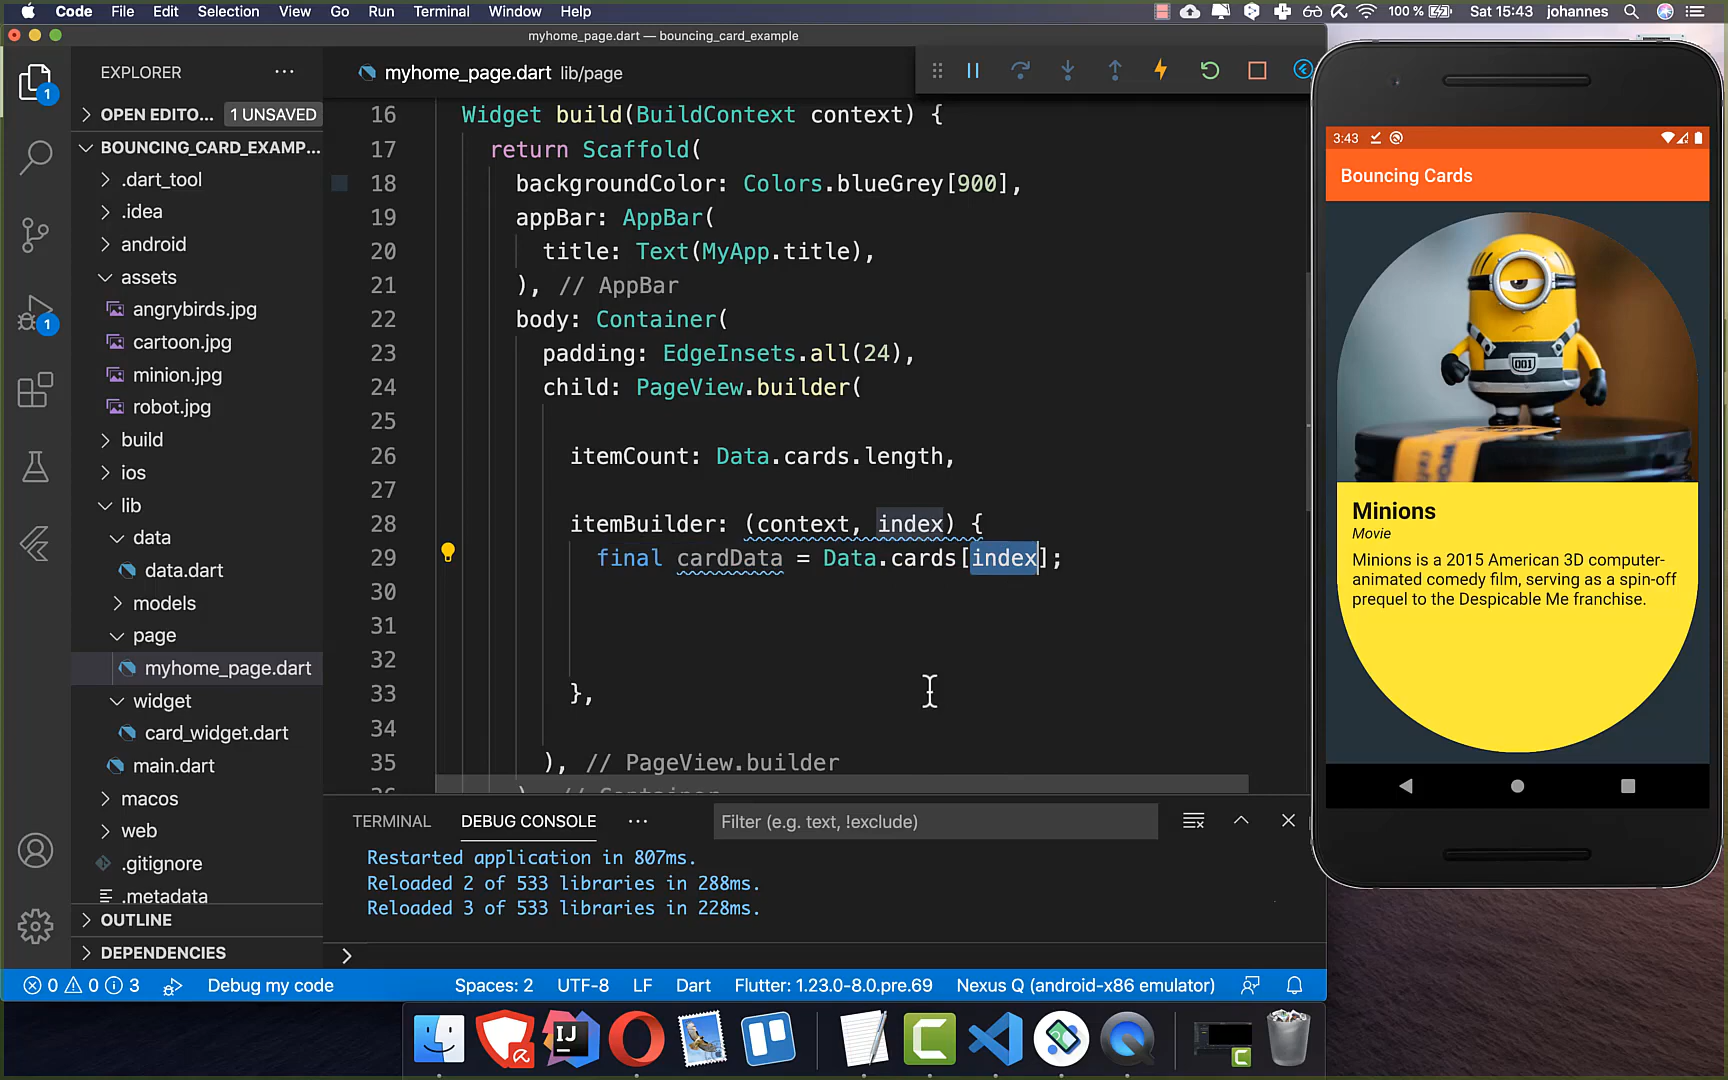 Code File Edit Selection View Go Run Terminal Window Help 100 % Sat 15:43 johannes
myhome_page.dart — bouncing_card_example
EXPLORER
OPEN EDITO... 1 UNSAVED
BOUNCING_CARD_EXAMP...
.dart_tool
.idea
android
assets
angrybirds.jpg
cartoon.jpg
minion.jpg
robot.jpg
build
ios
lib
data
data.dart
models
page
myhome_page.dart
widget
card_widget.dart
main.dart
macos
web
.gitignore
.metadata
OUTLINE
DEPENDENCIES
1
1
myhome_page.dart lib/page
16 Widget build(BuildContext context) {
17 return Scaffold(
18 backgroundColor: Colors.blueGrey[900],
19 appBar: AppBar(
20 title: Text(MyApp.title),
21 ), // AppBar
22 body: Container(
23 padding: EdgeInsets.all(24),
24 child: PageView.builder(
25
26 itemCount: Data.cards.length,
27
28 itemBuilder: (context, index) {
29 final cardData = Data.cards[index];
30
31
32
33 },
34
35 ), // PageView.builder
36 ), // Container
TERMINAL DEBUG CONSOLE Filter (e.g. text, !exclude)
Restarted application in 807ms.
Reloaded 2 of 533 libraries in 288ms.
Reloaded 3 of 533 libraries in 228ms.
0 0 3 Debug my code Spaces: 2 UTF-8 LF Dart Flutter: 1.23.0-8.0.pre.69 Nexus Q (android-x86 emulator)
3:43
Bouncing Cards
001
Minions
Movie
Minions is a 2015 American 3D computer-
animated comedy film, serving as a spin-off
prequel to the Despicable Me franchise.
IJ